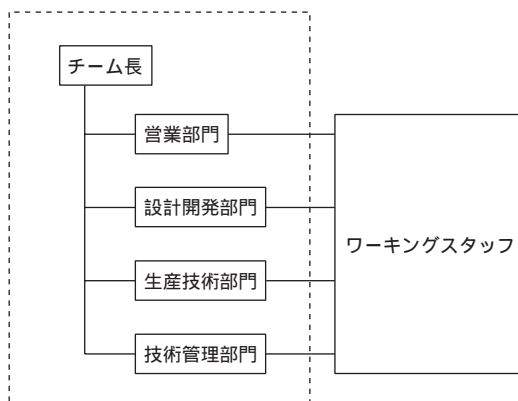 チーム長
営業部門
設計開発部門
ワーキングスタッフ
生産技術部門
技術管理部門